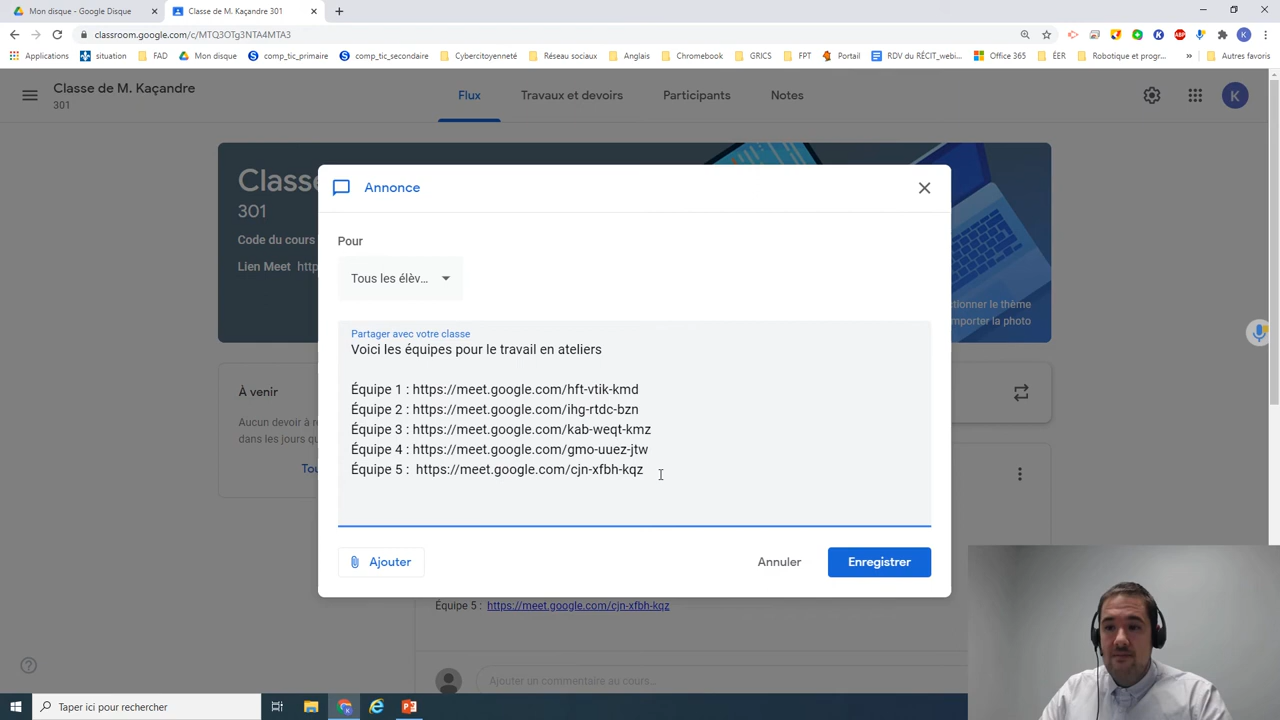 Mon disque - Google Disque
Classe de M. Kaçandre
classroom.google.com/c/MTQ3OTg3NTA4MTA3
Applications
situation
FAD
Mon disque
comp_tic_primaire
comp_tic_secondaire
Cybercitoyenneté
Réseau sociaux
Anglais
Chromebook
GRICS
FPT
Portail
RDV du RÉCIT_webi...
Office 365
ÉER
Robotique et progr...
»
Autres favoris
Classe de M. Kaçandre
301
Flux
Travaux et devoirs
Participants
Notes
K
Classe
301
Code du cours
Lien Meet http
ctionner le thème
importer la photo
À venir
Aucun devoir à r
dans les jours qu
Tou
Annonce
Pour
Tous les élèv...
Partager avec votre classe
Voici les équipes pour le travail en ateliers
Équipe 1 : https://meet.google.com/hft-vtik-kmd
Équipe 2 : https://meet.google.com/ihg-rtdc-bzn
Équipe 3 : https://meet.google.com/kab-weqt-kmz
Équipe 4 : https://meet.google.com/gmo-uuez-jtw
Équipe 5 : https://meet.google.com/cjn-xfbh-kqz
Ajouter
Annuler
Enregistrer
Équipe 5 : https://meet.google.com/cjn-xfbh-kqz
Ajouter un commentaire au cours...
Taper ici pour rechercher